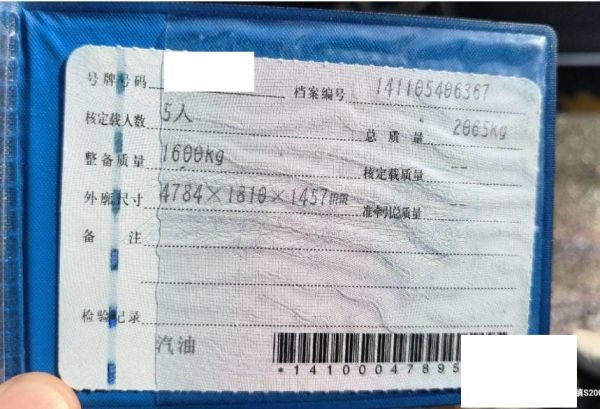 号牌号码 档案编号 141105406367
核定载人数 5人 总质量 2065kg
整备质量 1600kg 核定载质量 --
外廓尺寸 4784×1810×1457mm 准牵引总质量 --
备注
检验记录
汽油
*14100047895